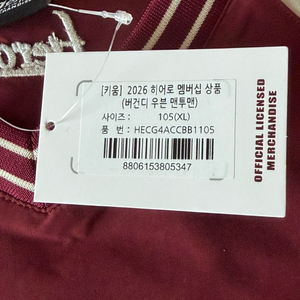 Hero
[키움] 2026 히어로 멤버십 상품
(버건디 우븐 맨투맨)
사이즈 : 105(XL)
품 번 : HECG4ACCBB1105
8806153805347
OFFICIAL LICENSED
MERCHANDISE